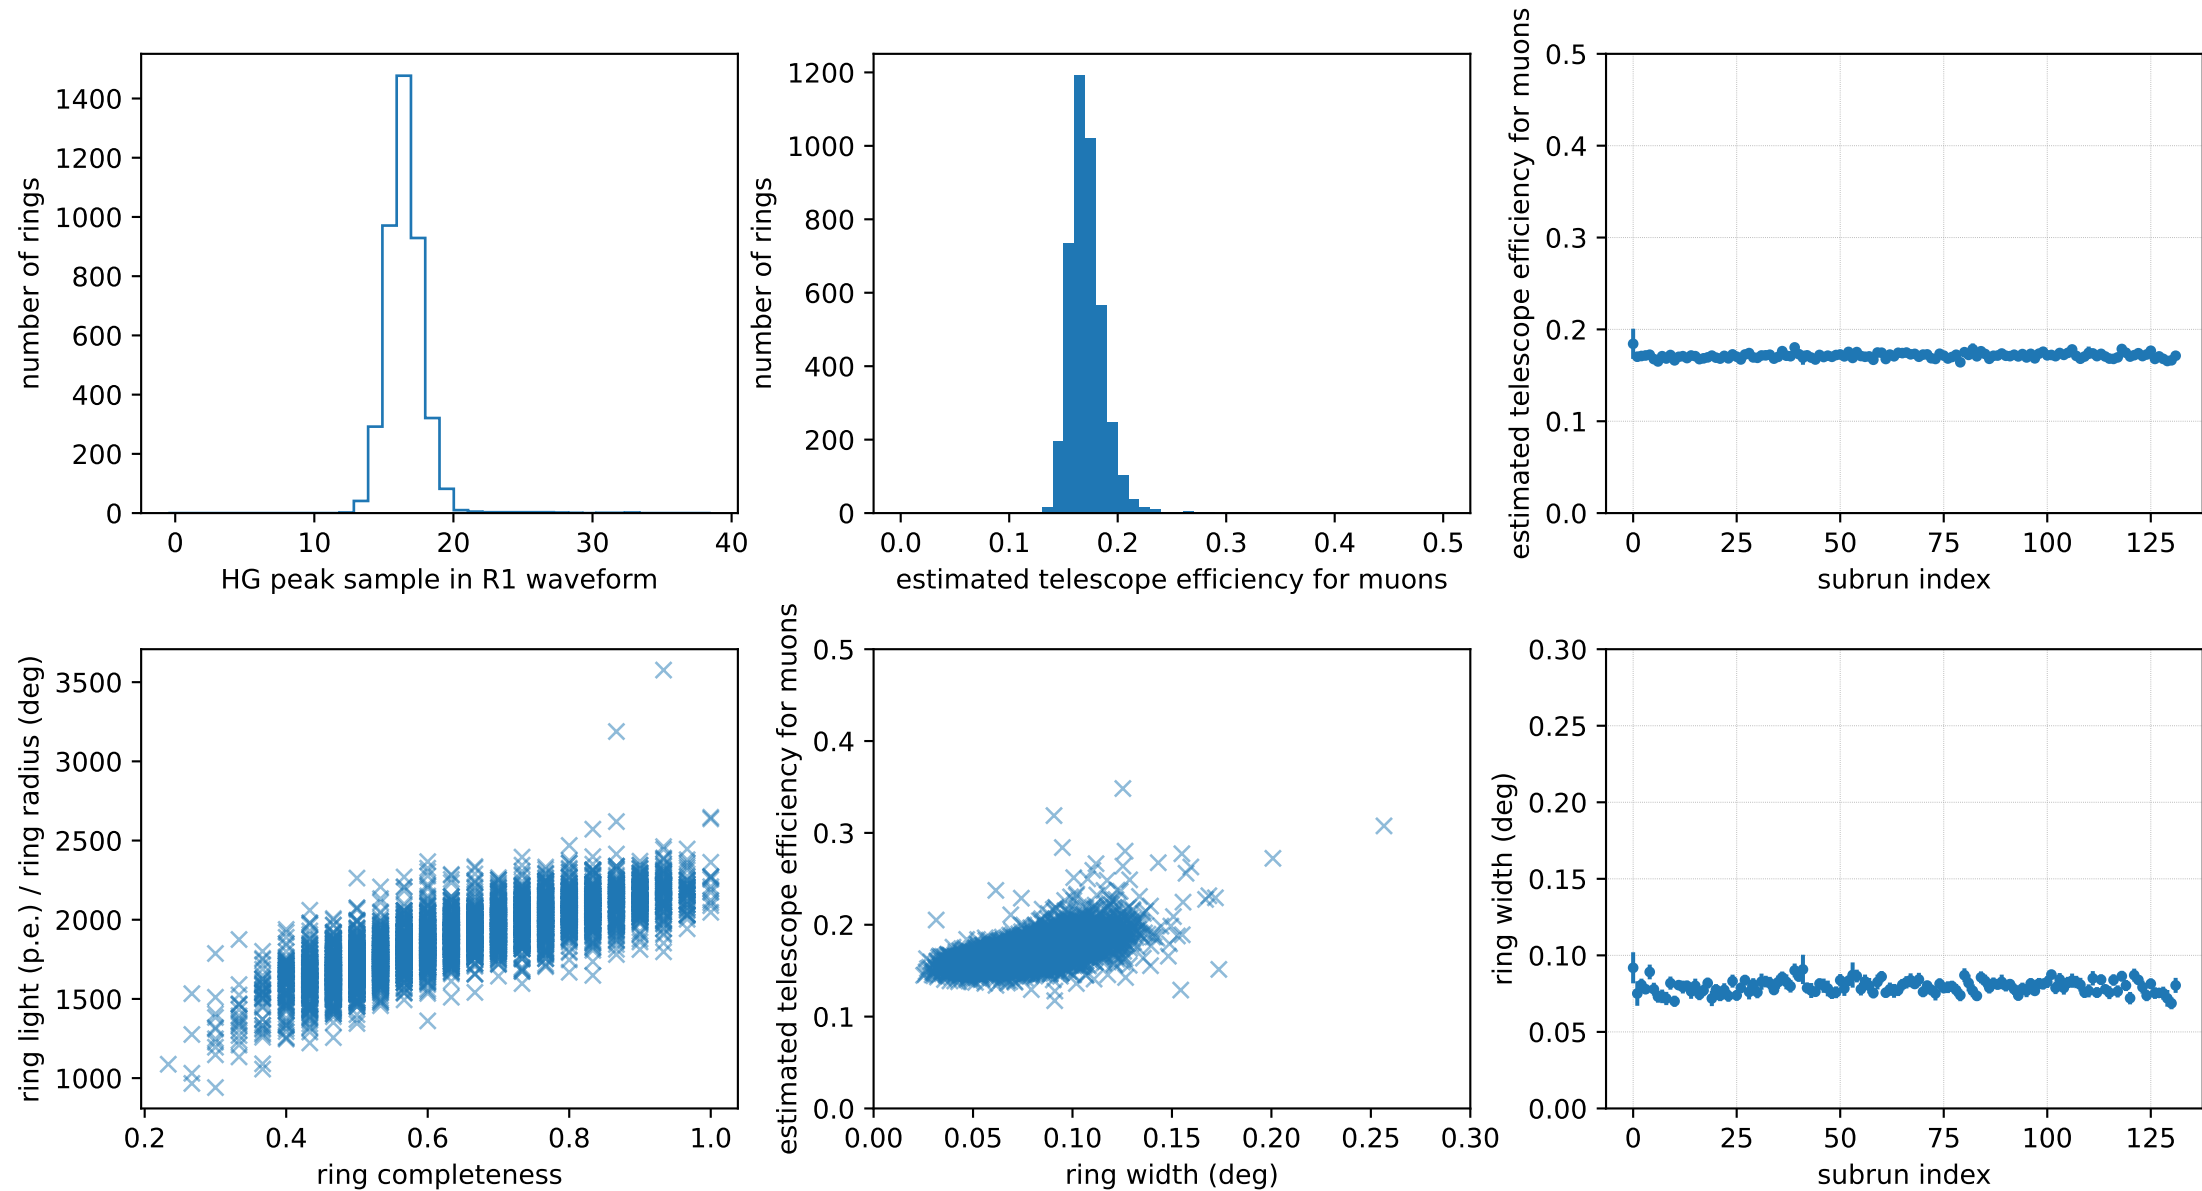 number of rings
1400
1200
1000
800
600
400
200
0
0 10 20 30 40
HG peak sample in R1 waveform
number of rings
1200
1000
800
600
400
200
0
0.0 0.1 0.2 0.3 0.4 0.5
estimated telescope efficiency for muons
estimated telescope efficiency for muons
0.5
0.4
0.3
0.2
0.1
0.0
0 25 50 75 100 125
subrun index
ring light (p.e.) / ring radius (deg)
3500
3000
2500
2000
1500
1000
0.2 0.4 0.6 0.8 1.0
ring completeness
estimated telescope efficiency for muons
0.5
0.4
0.3
0.2
0.1
0.0
0.00 0.05 0.10 0.15 0.20 0.25 0.30
ring width (deg)
ring width (deg)
0.30
0.25
0.20
0.15
0.10
0.05
0.00
0 25 50 75 100 125
subrun index